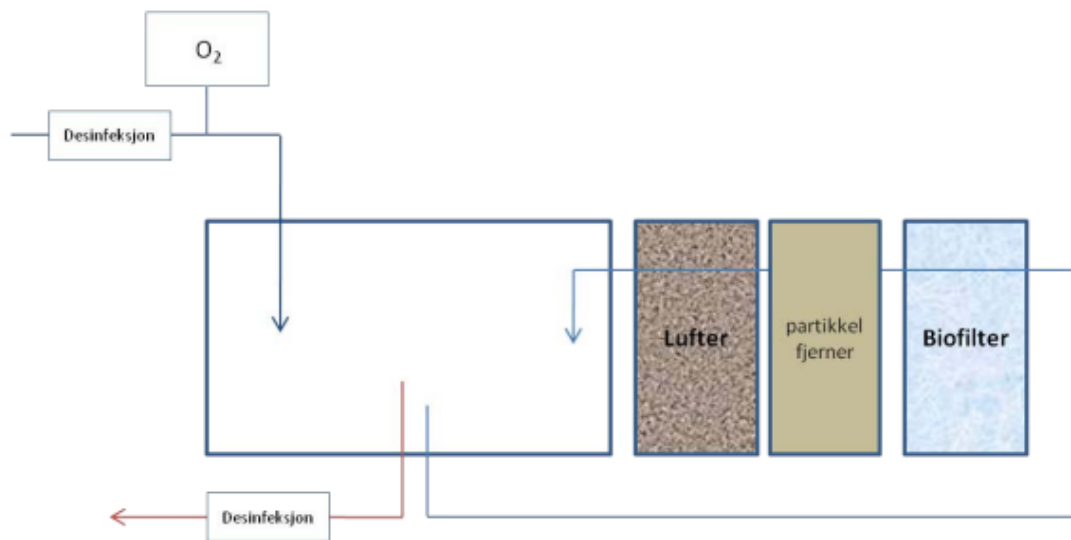 O₂
Desinfeksjon
Lufter
partikkel
fjerner
Biofilter
Desinfeksjon